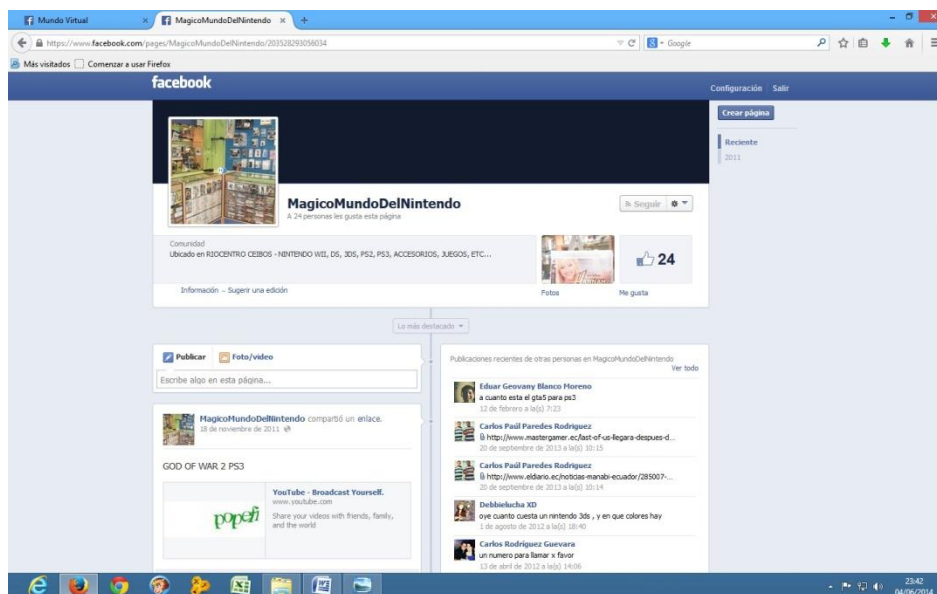 Mundo Virtual
MagicoMundoDelNintendo
https://www.facebook.com/pages/MagicoMundoDelNintendo/203528293056034
Google
Más visitados
Comenzar a usar Firefox
facebook
Configuración
Salir
Crear página
Reciente
2011
MagicoMundoDelNintendo
A 24 personas les gusta esta página
Seguir
Comunidad
Ubicado en RIOCENTRO CEIBOS - NINTENDO WII, DS, 3DS, PS2, PS3, ACCESORIOS, JUEGOS, ETC...
24
Información – Sugerir una edición
Fotos
Me gusta
Lo más destacado
Publicar
Foto/video
Escribe algo en esta página...
MagicoMundoDelNintendo compartió un enlace.
18 de noviembre de 2011
GOD OF WAR 2 PS3
YouTube - Broadcast Yourself.
www.youtube.com
Share your videos with friends, family,
and the world
Publicaciones recientes de otras personas en MagicoMundoDelNintendo
Ver todo
Eduar Geovany Blanco Moreno
a cuanto esta el gta5 para ps3
12 de febrero a la(s) 7:23
Carlos Paúl Paredes Rodriguez
http://www.mastergamer.ec/last-of-us-llegara-despues-d...
20 de septiembre de 2013 a la(s) 10:15
Carlos Paúl Paredes Rodriguez
http://www.eldiario.ec/noticias-manabi-ecuador/285007-...
20 de septiembre de 2013 a la(s) 10:14
Debbielucha XD
oye cuanto cuesta un nintendo 3ds , y en que colores hay
1 de agosto de 2012 a la(s) 18:40
Carlos Rodríguez Guevara
un numero para llamar x favor
13 de abril de 2012 a la(s) 14:06
23:42
04/06/2014